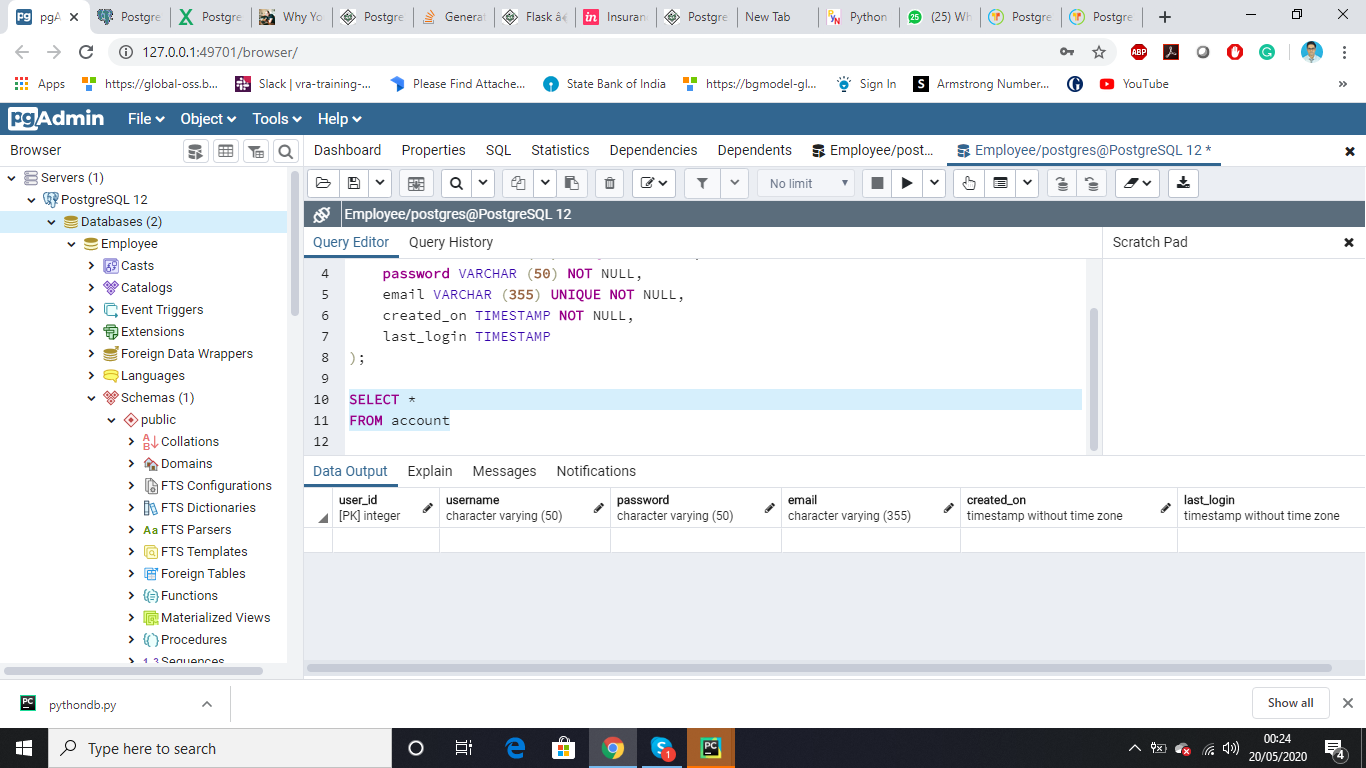 pgA
Postgre
Postgre
Why Yo
Postgre
Generat
Flask â€
in Insuran
Postgre
New Tab
Python
(25) Wh
Postgre
Postgre
127.0.0.1:49701/browser/
Apps
https://global-oss.b...
Slack | vra-training-...
Please Find Attache...
State Bank of India
https://bgmodel-gl...
Sign In
S Armstrong Number...
YouTube
»
pgAdmin
File
Object
Tools
Help
Browser
Dashboard
Properties
SQL
Statistics
Dependencies
Dependents
Employee/post...
Employee/postgres@PostgreSQL 12 *
Servers (1)
PostgreSQL 12
Databases (2)
Employee
Casts
Catalogs
Event Triggers
Extensions
Foreign Data Wrappers
Languages
Schemas (1)
public
Collations
Domains
FTS Configurations
FTS Dictionaries
Aa FTS Parsers
FTS Templates
Foreign Tables
Functions
Materialized Views
Procedures
1..3 Sequences
No limit
Employee/postgres@PostgreSQL 12
Query Editor
Query History
Scratch Pad
4 password VARCHAR (50) NOT NULL,
5 email VARCHAR (355) UNIQUE NOT NULL,
6 created_on TIMESTAMP NOT NULL,
7 last_login TIMESTAMP
8 );
9
10 SELECT *
11 FROM account
12
Data Output
Explain
Messages
Notifications
user_id
[PK] integer
username
character varying (50)
password
character varying (50)
email
character varying (355)
created_on
timestamp without time zone
last_login
timestamp without time zone
PC pythondb.py
Show all
Type here to search
1
PC
00:24
20/05/2020
4